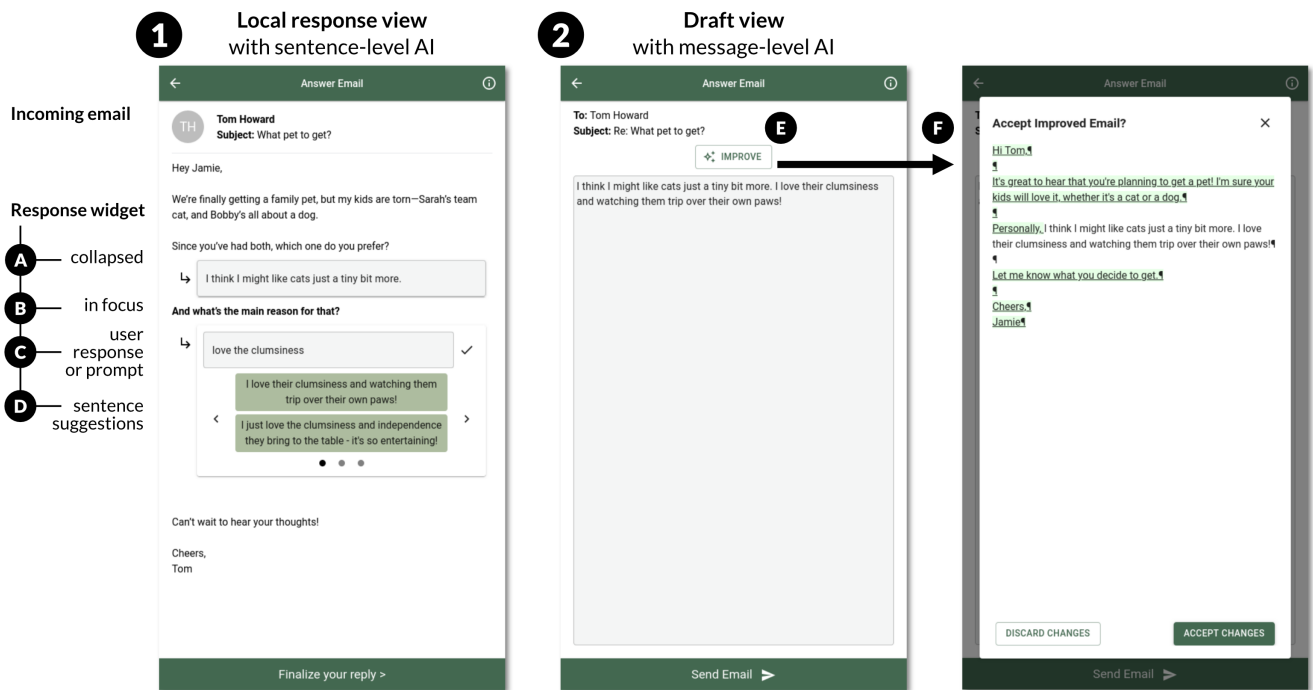 1
Local response view
with sentence-level AI
Incoming email
Response widget
A
collapsed
B
in focus
C
user
response
or prompt
D
sentence
suggestions
Answer Email
TH
Tom Howard
Subject: What pet to get?
Hey Jamie,
We're finally getting a family pet, but my kids are torn—Sarah's team
cat, and Bobby's all about a dog.
Since you've had both, which one do you prefer?
I think I might like cats just a tiny bit more.
And what's the main reason for that?
love the clumsiness
I love their clumsiness and watching them
trip over their own paws!
I just love the clumsiness and independence
they bring to the table - it's so entertaining!
Can't wait to hear your thoughts!
Cheers,
Tom
Finalize your reply >
2
Draft view
with message-level AI
Answer Email
To: Tom Howard
Subject: Re: What pet to get?
E
IMPROVE
I think I might like cats just a tiny bit more. I love their clumsiness
and watching them trip over their own paws!
Send Email
F
Answer Email
T
S
Accept Improved Email?
Hi Tom,¶
¶
It's great to hear that you're planning to get a pet! I'm sure your
kids will love it, whether it's a cat or a dog.¶
¶
Personally, I think I might like cats just a tiny bit more. I love
their clumsiness and watching them trip over their own paws!¶
¶
Let me know what you decide to get.¶
¶
Cheers,¶
Jamie¶
DISCARD CHANGES
ACCEPT CHANGES
Send Email